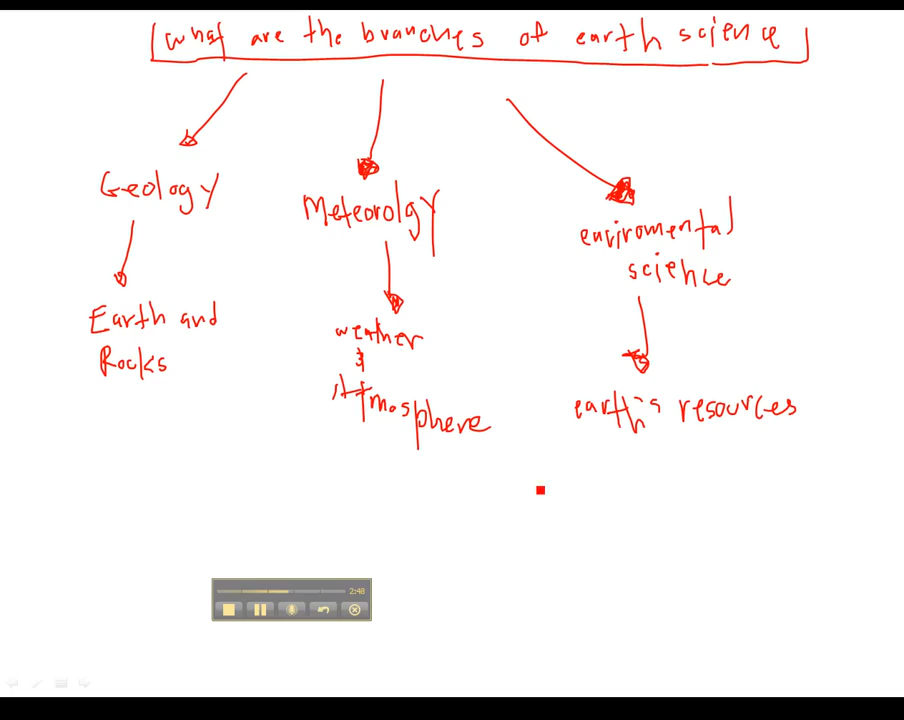 what are the branches of earth science
Geology
Meteorology
enviromental
science
Earth and
Rocks
weather
&
Atmosphere
earth's resources
2:48